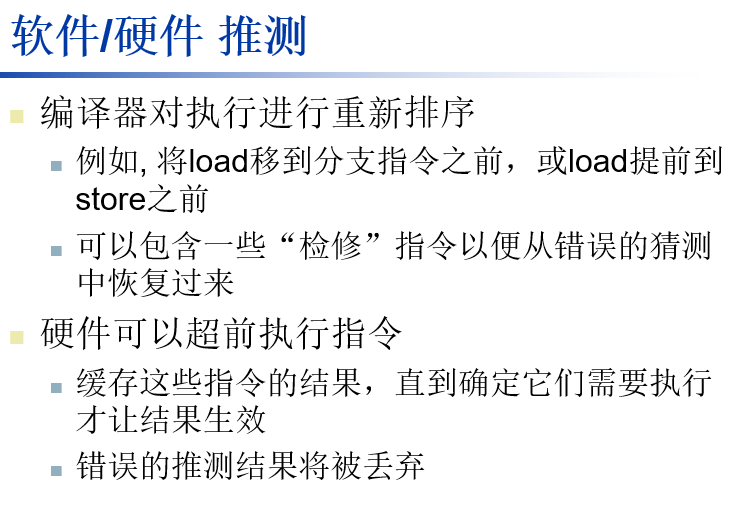 软件/硬件 推测
编译器对执行进行重新排序
例如, 将load移到分支指令之前，或load提前到
store之前
可以包含一些“检修”指令以便从错误的猜测
中恢复过来
硬件可以超前执行指令
缓存这些指令的结果，直到确定它们需要执行
才让结果生效
错误的推测结果将被丢弃